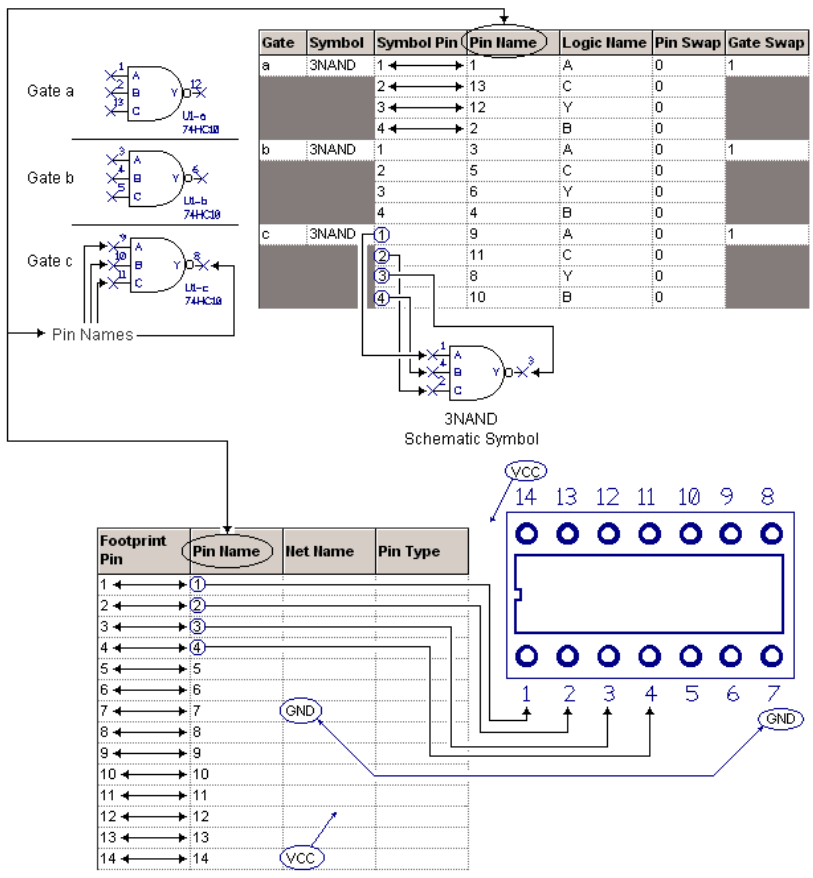 Gate Symbol Symbol Pin Pin Name Logic Name Pin Swap Gate Swap
a 3NAND 1 1 A 0 1
2 13 C 0
3 12 Y 0
4 2 B 0
b 3NAND 1 3 A 0 1
2 5 C 0
3 6 Y 0
4 4 B 0
c 3NAND 1 9 A 0 1
2 11 C 0
3 8 Y 0
4 10 B 0
Gate a
1 A
2 B Y 12
13 C
U1-a
74HC10
Gate b
3 A
4 B Y 6
5 C
U1-b
74HC10
Gate c
9 A
10 B Y 8
11 C
U1-c
74HC10
Pin Names
1 A 3
4 B Y
2 C
3NAND
Schematic Symbol
VCC
14 13 12 11 10 9 8
1 2 3 4 5 6 7
GND
Footprint
Pin Pin Name Net Name Pin Type
1 1
2 2
3 3
4 4
5 5
6 6
7 7 GND
8 8
9 9
10 10
11 11
12 12
13 13
14 14 VCC